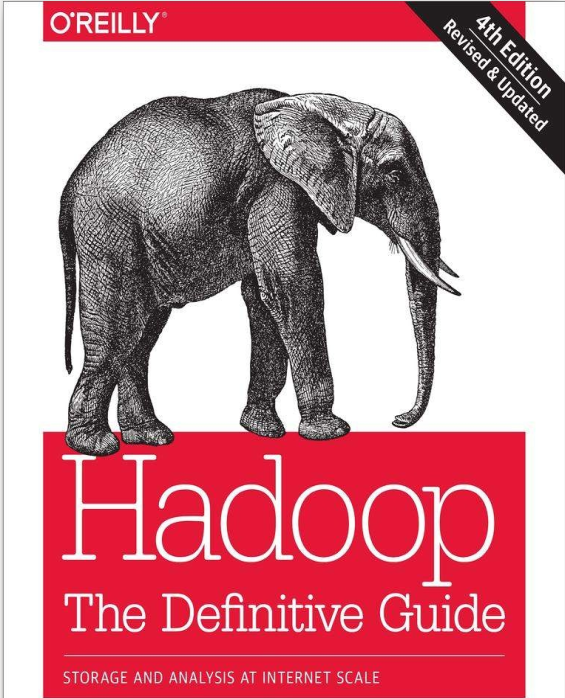 O'REILLY®
4th Edition
Revised & Updated
Hadoop
The Definitive Guide
STORAGE AND ANALYSIS AT INTERNET SCALE